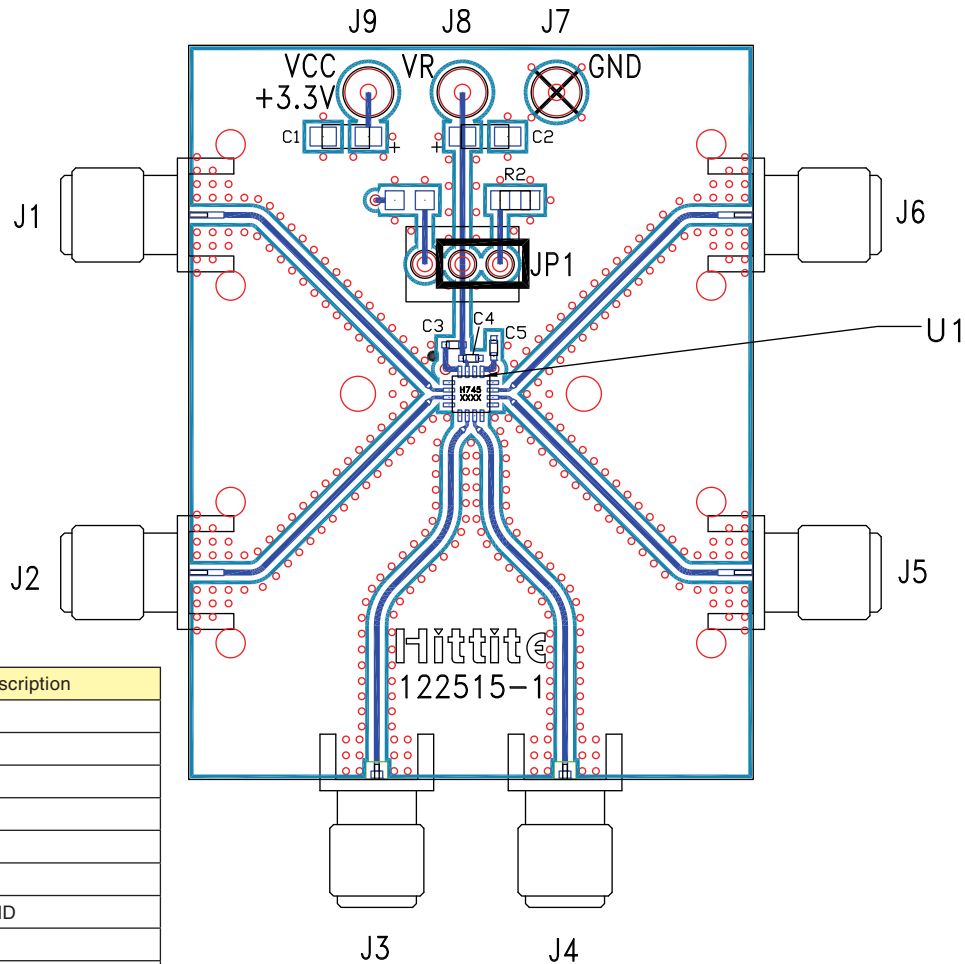 J9
J8
J7
VCC
+3.3V
VR
GND
C1
+
+
C2
R2
J1
J6
JP1
C3
C4
C5
U1
H745
XXXX
J2
J5
Hittite
122515-1
scription
ID
J3
J4